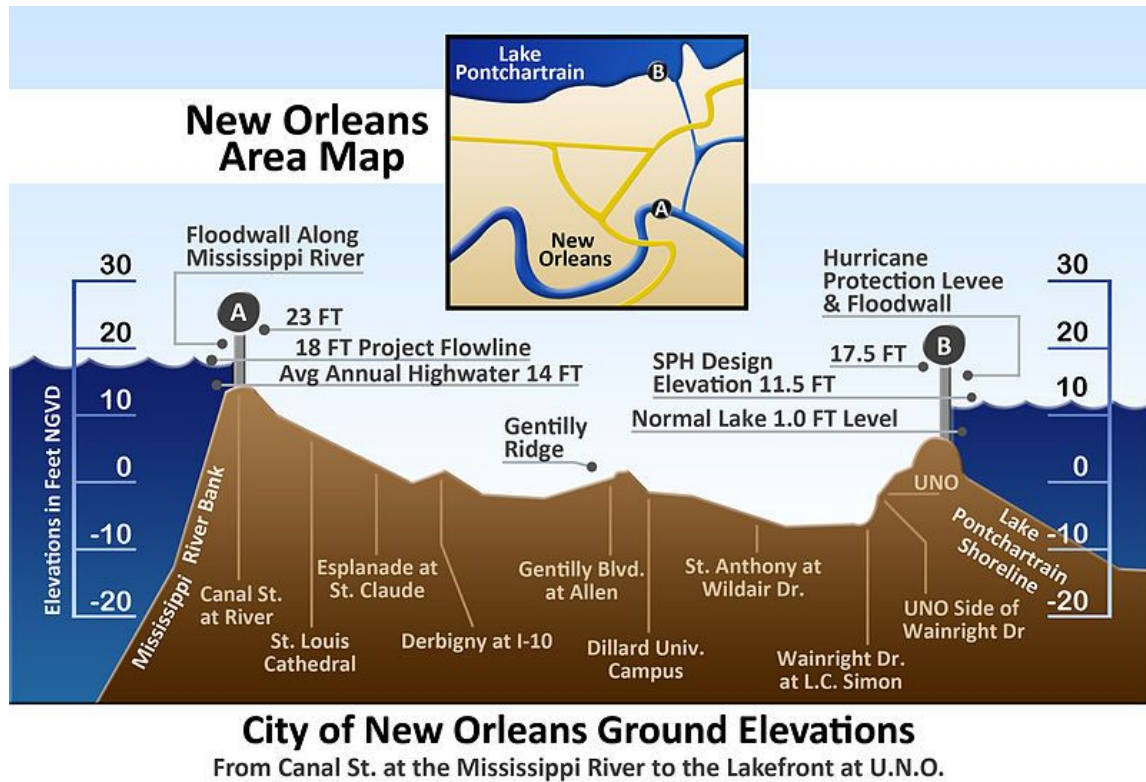 New Orleans
Area Map
Lake
Pontchartrain
B
A
New
Orleans
Floodwall Along
Mississippi River
A
23 FT
18 FT Project Flowline
Avg Annual Highwater 14 FT
Hurricane
Protection Levee
& Floodwall
B
17.5 FT
SPH Design
Elevation 11.5 FT
Normal Lake 1.0 FT Level
Gentilly
Ridge
Elevations in Feet NGVD
30
20
10
0
-10
-20
30
20
10
0
-10
-20
Mississippi River Bank
Canal St.
at River
St. Louis
Cathedral
Esplanade at
St. Claude
Derbigny at I-10
Gentilly Blvd.
at Allen
Dillard Univ.
Campus
St. Anthony at
Wildair Dr.
Wainright Dr.
at L.C. Simon
UNO
UNO Side of
Wainright Dr
Lake
Pontchartrain
Shoreline
City of New Orleans Ground Elevations
From Canal St. at the Mississippi River to the Lakefront at U.N.O.